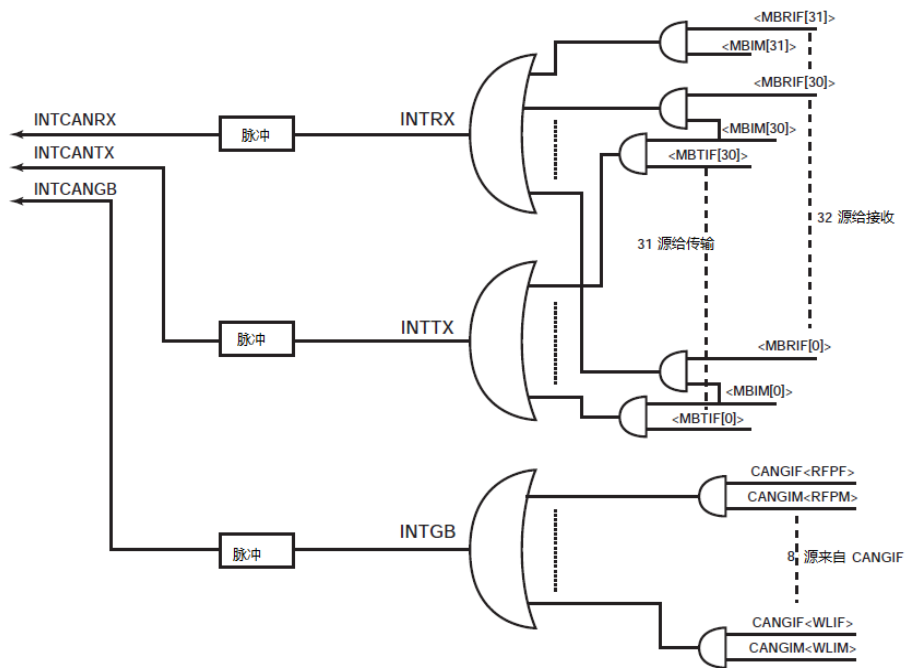 <MBRIF[31]>
<MBIM[31]>
<MBRIF[30]>
INTCANRX
脉冲
INTRX
<MBIM[30]>
INTCANTX
<MBTIF[30]>
INTCANGB
32 源给接收
31 源给传输
脉冲
INTTX
<MBRIF[0]>
<MBIM[0]>
<MBTIF[0]>
CANGIF<RFPF>
CANGIM<RFPM>
脉冲
INTGB
8 源来自 CANGIF
CANGIF<WLIF>
CANGIM<WLIM>